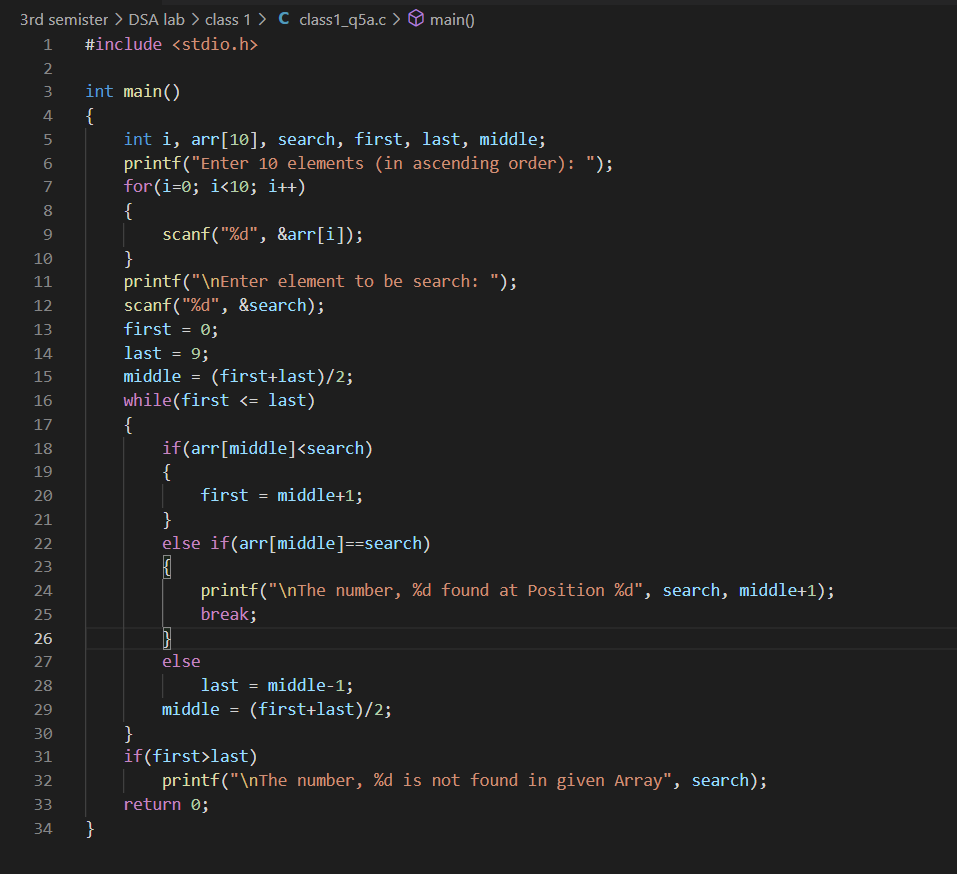 3rd semister > DSA lab > class 1 > C class1_q5a.c > main()
1 #include <stdio.h>
2
3 int main()
4 {
5     int i, arr[10], search, first, last, middle;
6     printf("Enter 10 elements (in ascending order): ");
7     for(i=0; i<10; i++)
8     {
9         scanf("%d", &arr[i]);
10     }
11     printf("\nEnter element to be search: ");
12     scanf("%d", &search);
13     first = 0;
14     last = 9;
15     middle = (first+last)/2;
16     while(first <= last)
17     {
18         if(arr[middle]<search)
19         {
20             first = middle+1;
21         }
22         else if(arr[middle]==search)
23         {
24             printf("\nThe number, %d found at Position %d", search, middle+1);
25             break;
26         }
27         else
28             last = middle-1;
29         middle = (first+last)/2;
30     }
31     if(first>last)
32         printf("\nThe number, %d is not found in given Array", search);
33     return 0;
34 }